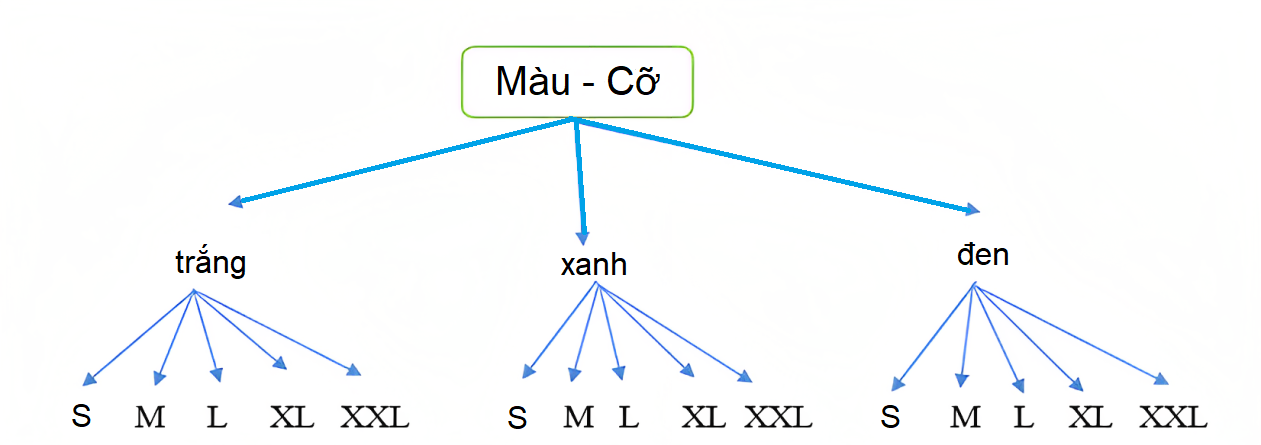 Màu - Cỡ
trắng xanh đen
S M L XL XXL S M L XL XXL S M L XL XXL